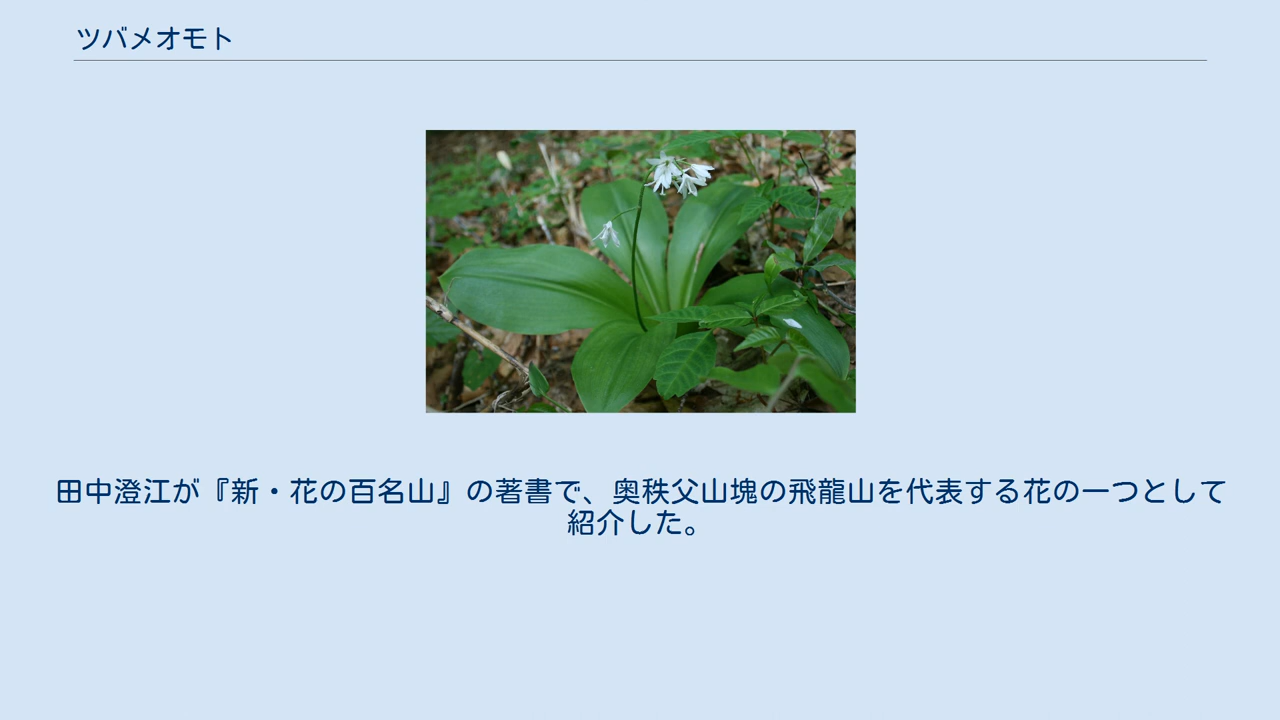 ツバメオモト
田中澄江が『新・花の百名山』の著書で、奥秩父山塊の飛龍山を代表する花の一つとして
紹介した。